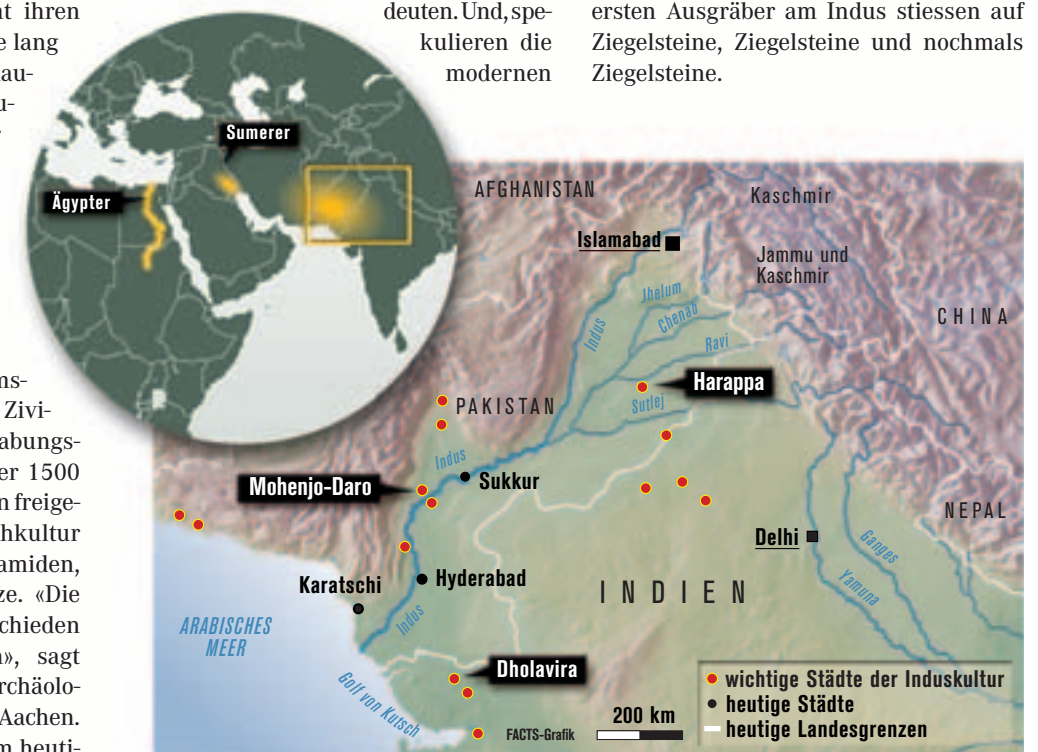 t ihren
e lang
au-
u-
ms-
Zivi-
abungs-
er 1500
n freige-
hkultur
amiden,
ze. «Die
chieden
», sagt
rchäolo-
Aachen.
m heuti-
deuten. Und, spe-
kulieren die
modernen
ersten Ausgräber am Indus stiessen auf
Ziegelsteine, Ziegelsteine und nochmals
Ziegelsteine.
Sumerer
Ägypter
AFGHANISTAN
Kaschmir
Islamabad
Jammu und
Kaschmir
Jhelum
Chenab
Indus
CHINA
Ravi
Harappa
PAKISTAN
Sutlej
Indus
Sukkur
Mohenjo-Daro
NEPAL
Delhi
Ganges
Hyderabad
Karatschi
INDIEN
Yamuna
Indus
ARABISCHES
MEER
Dholavira
Golf von Kutsch
wichtige Städte der Induskultur
heutige Städte
heutige Landesgrenzen
200 km
FACTS-Grafik